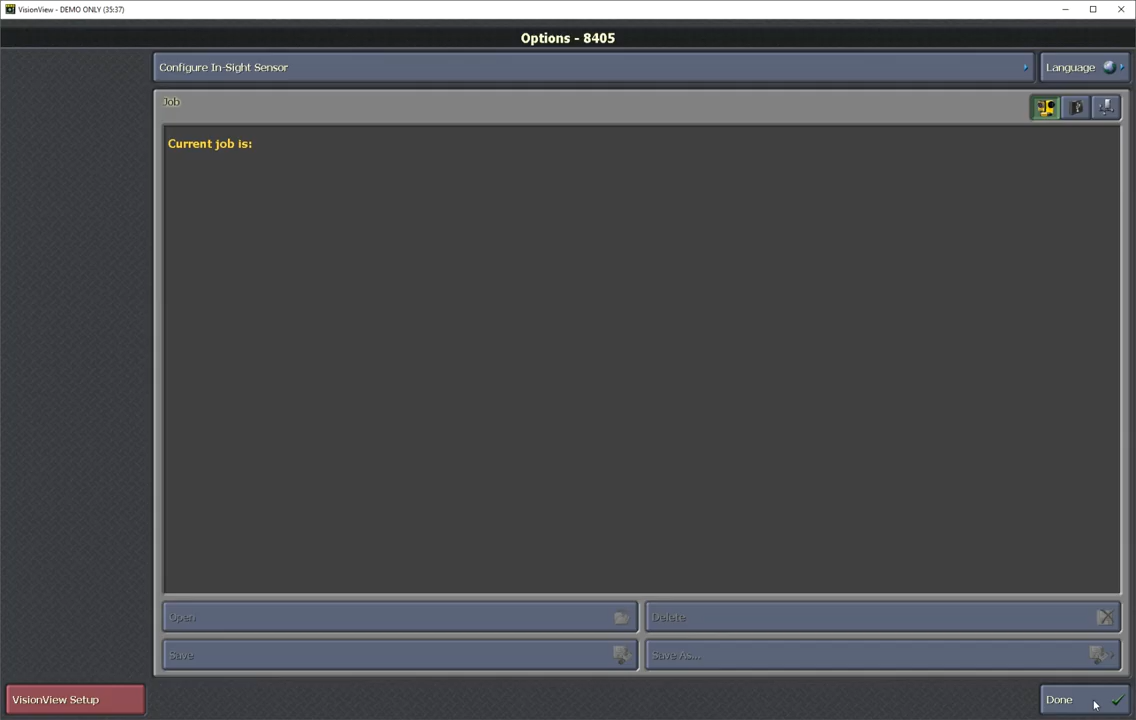 VisionView - DEMO ONLY (35:37)
Options - 8405
Configure In-Sight Sensor
Language
Job
Current job is:
Open
Delete
Save
Save As...
VisionView Setup
Done